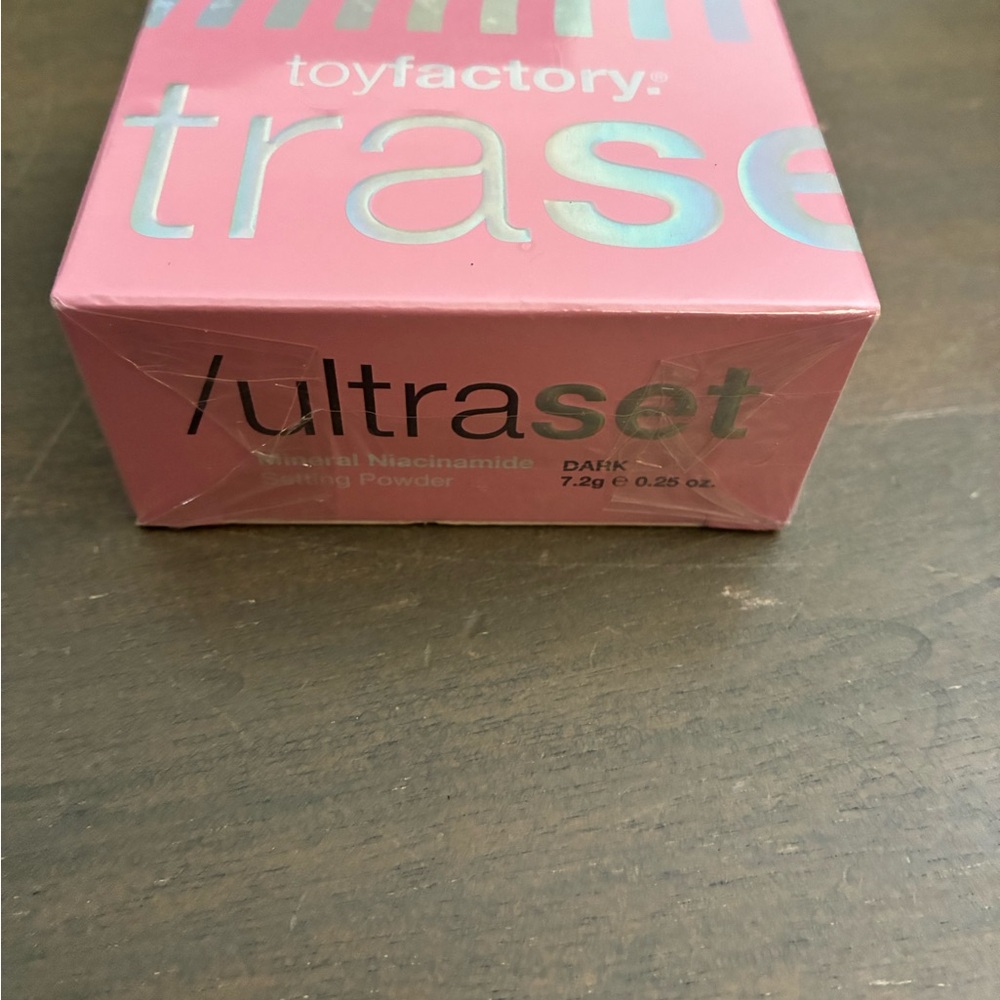 toyfactory.®
trase
/ultraset
Mineral Niacinamide
Setting Powder
DARK
7.2g ℮ 0.25 oz.